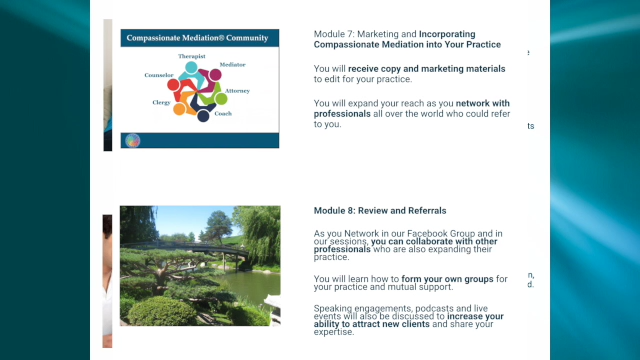 Compassionate Mediation® Community
Therapist
Mediator
Counselor
Attorney
Clergy
Coach
Module 7: Marketing and Incorporating
Compassionate Mediation into Your Practice
You will receive copy and marketing materials
to edit for your practice.
You will expand your reach as you network with
professionals all over the world who could refer
to you.
e
ts
Module 8: Review and Referrals
As you Network in our Facebook Group and in
our sessions, you can collaborate with other
professionals who are also expanding their
practice.
You will learn how to form your own groups for
your practice and mutual support.
Speaking engagements, podcasts and live
events will also be discussed to increase your
ability to attract new clients and share your
expertise.
n,
d.